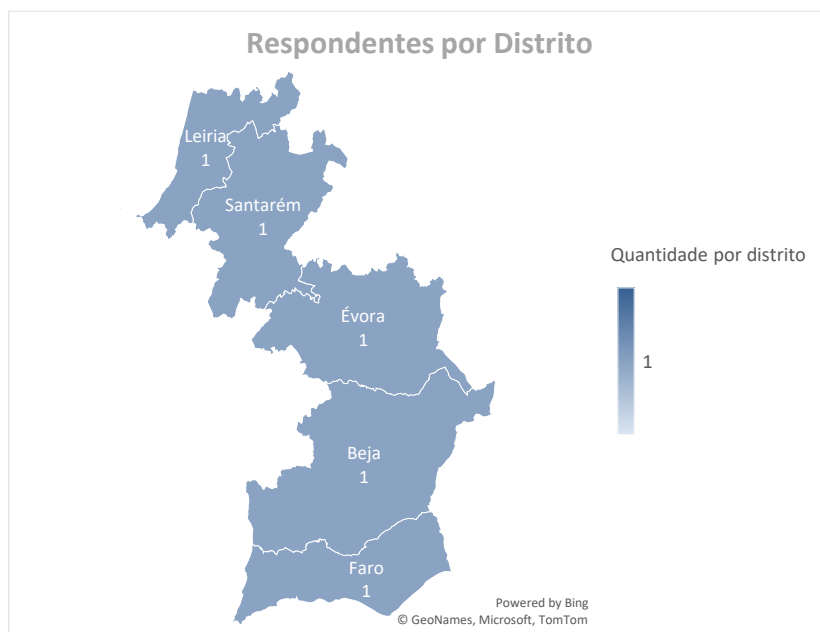 Respondentes por Distrito
Leiria
1
Santarém
1
Quantidade por distrito
Évora
1
1
Beja
1
Faro
1
Powered by Bing
© GeoNames, Microsoft, TomTom